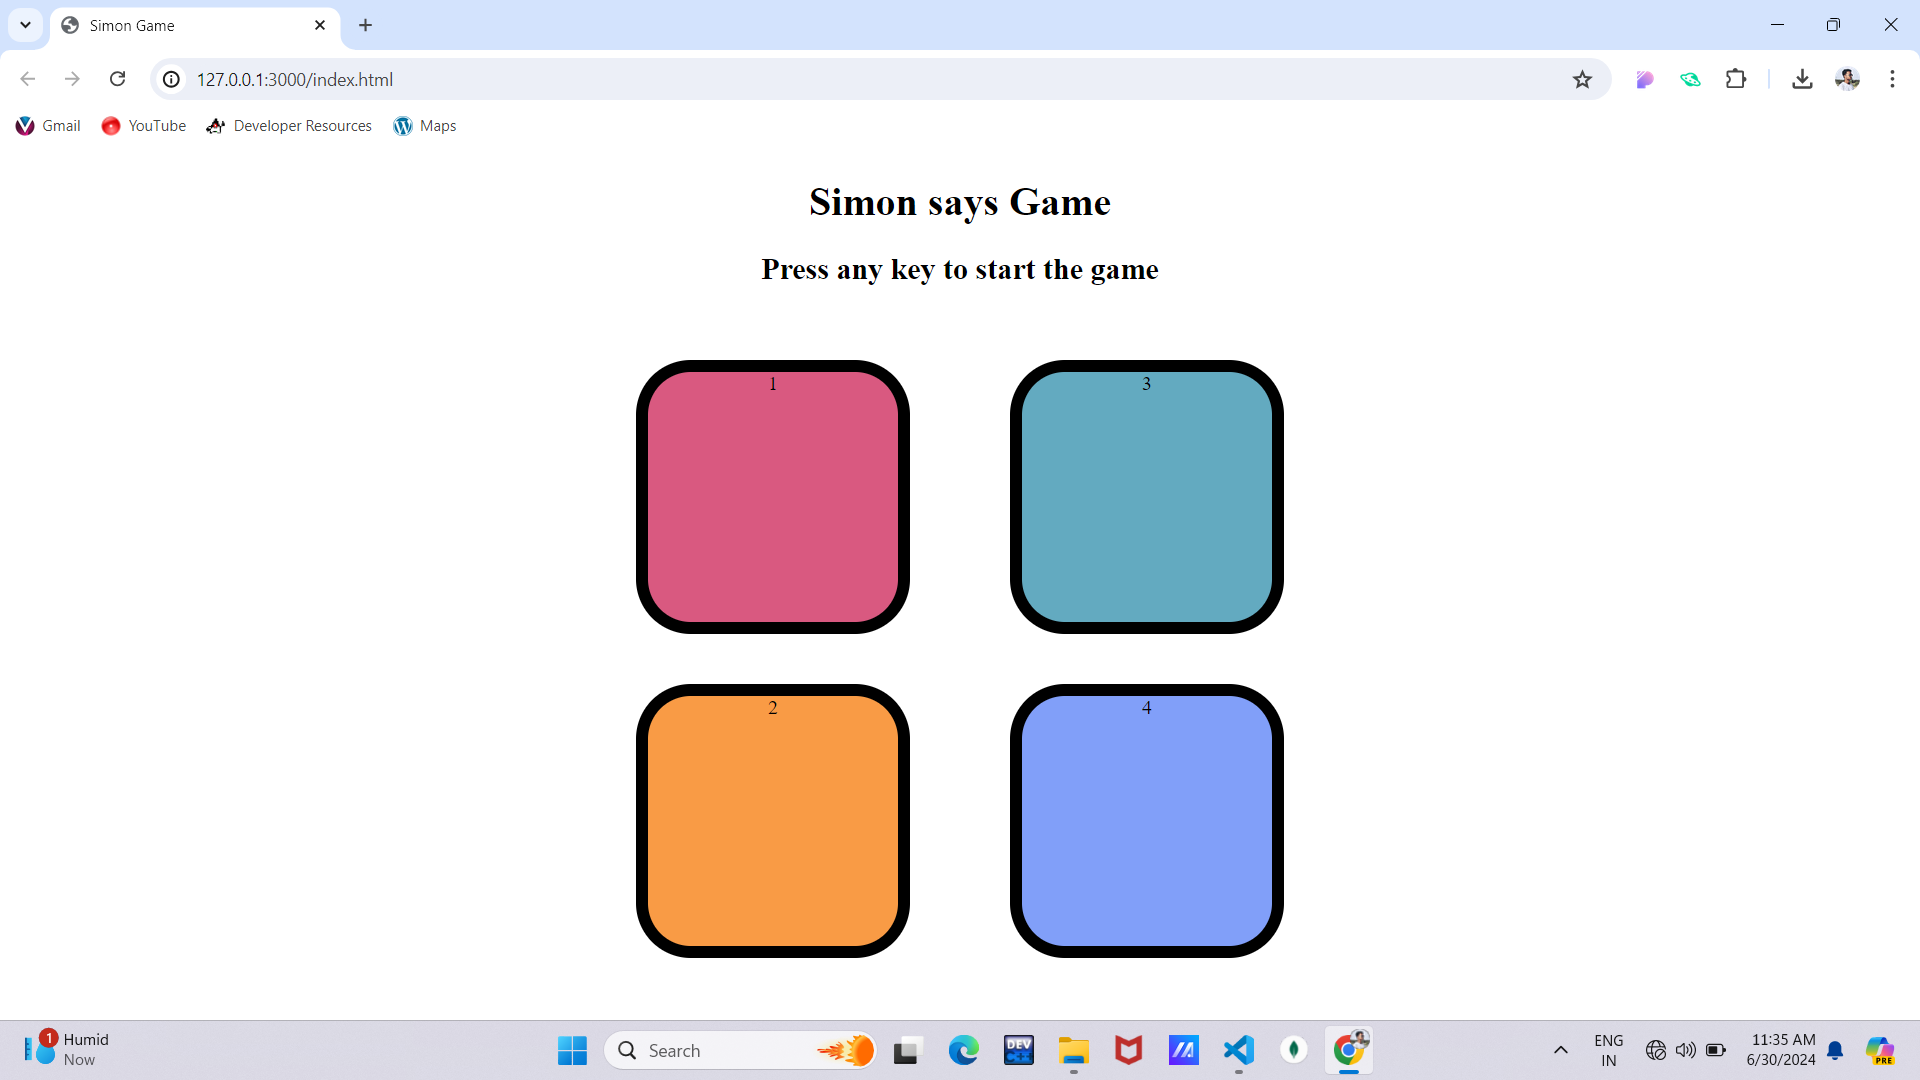 Simon Game
127.0.0.1:3000/index.html
Gmail YouTube Developer Resources Maps
Simon says Game
Press any key to start the game
1 3
2 4
1 Humid
Now
Search
DEV
C++
ENG
IN
11:35 AM
6/30/2024
PRE